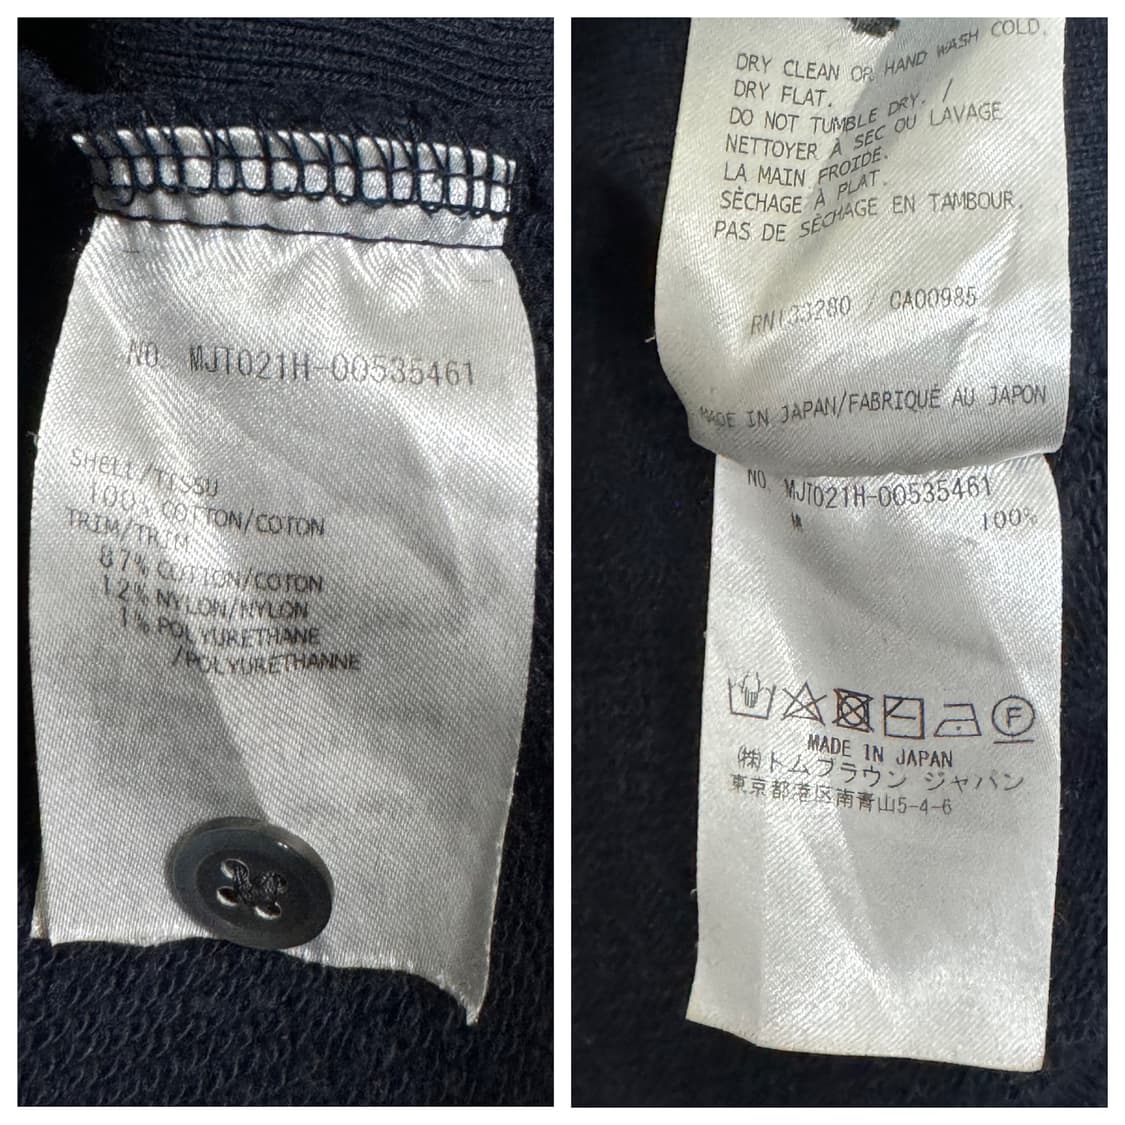 NO. MJT021H-00535461
SHELL/TISSU
100% COTTON/COTON
TRIM/TRIM
87% COTTON/COTON
12% NYLON/NYLON
1% POLYURETHANE
/POLYURETHANNE
DRY CLEAN OR HAND WASH COLD.
DRY FLAT.
DO NOT TUMBLE DRY. /
NETTOYER À SEC OU LAVAGE
LA MAIN FROIDE.
SÈCHAGE À PLAT.
PAS DE SÈCHAGE EN TAMBOUR.
RN133280 / CA00985
MADE IN JAPAN/FABRIQUÉ AU JAPON
NO. MJT021H-00535461
100%
F
MADE IN JAPAN
㈱トムブラウン ジャパン
東京都港区南青山5-4-6